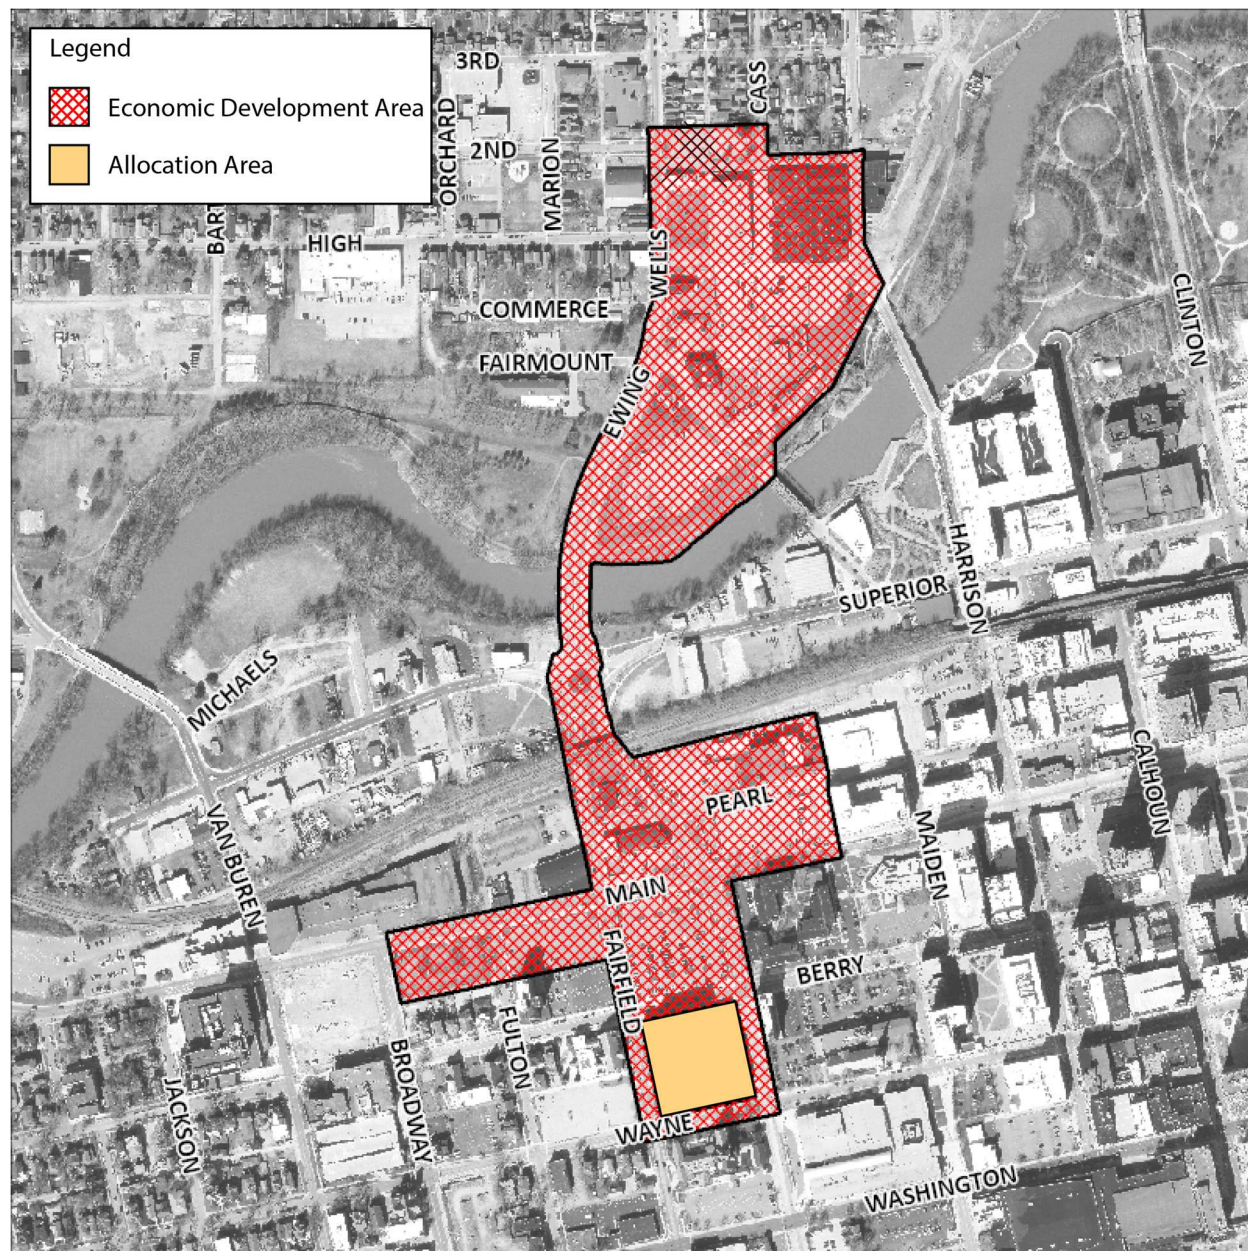 Legend
Economic Development Area
Allocation Area
3RD
CASS
ORCHARD
2ND
MARION
BART
HIGH
WELLS
CLINTON
COMMERCE
FAIRMOUNT
EWING
HARRISON
SUPERIOR
MICHAELS
CALHOUN
PEARL
VAN BUREN
MAIDEN
MAIN
FAIRFIELD
BERRY
FULTON
BROADWAY
JACKSON
WAYNE
WASHINGTON